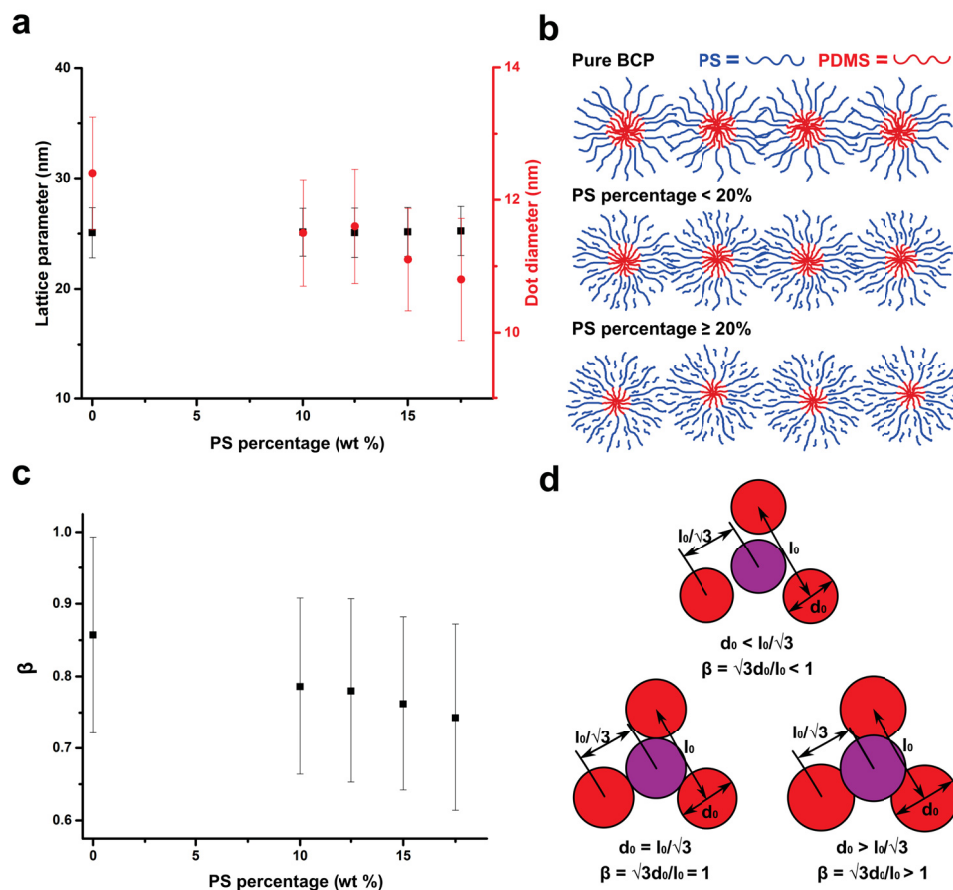 a
40
30
20
10
Lattice parameter (nm)
14
12
10
Dot diameter (nm)
0
5
10
15
PS percentage (wt %)
b
Pure BCP PS = PDMS =
PS percentage < 20%
PS percentage ≥ 20%
c
1.0
0.9
0.8
0.7
0.6
β
0
5
10
15
PS percentage (wt %)
d
l₀/√3
l₀
d₀
d₀ < l₀/√3
β = √3d₀/l₀ < 1
l₀/√3
l₀
d₀
d₀ = l₀/√3
β = √3d₀/l₀ = 1
l₀/√3
l₀
d₀
d₀ > l₀/√3
β = √3d₀/l₀ > 1